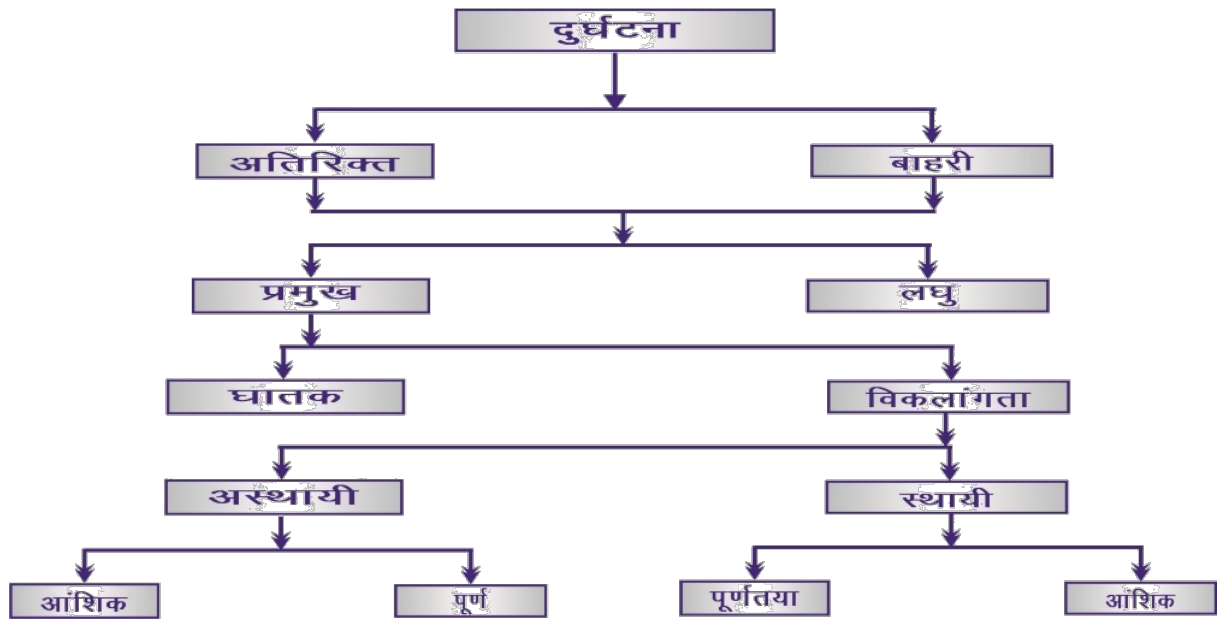 दुर्घटना
अतिरिक्त
बाहरी
प्रमुख
लघु
घातक
विकलांगता
अस्थायी
स्थायी
आंशिक
पूर्ण
पूर्णतया
आंशिक